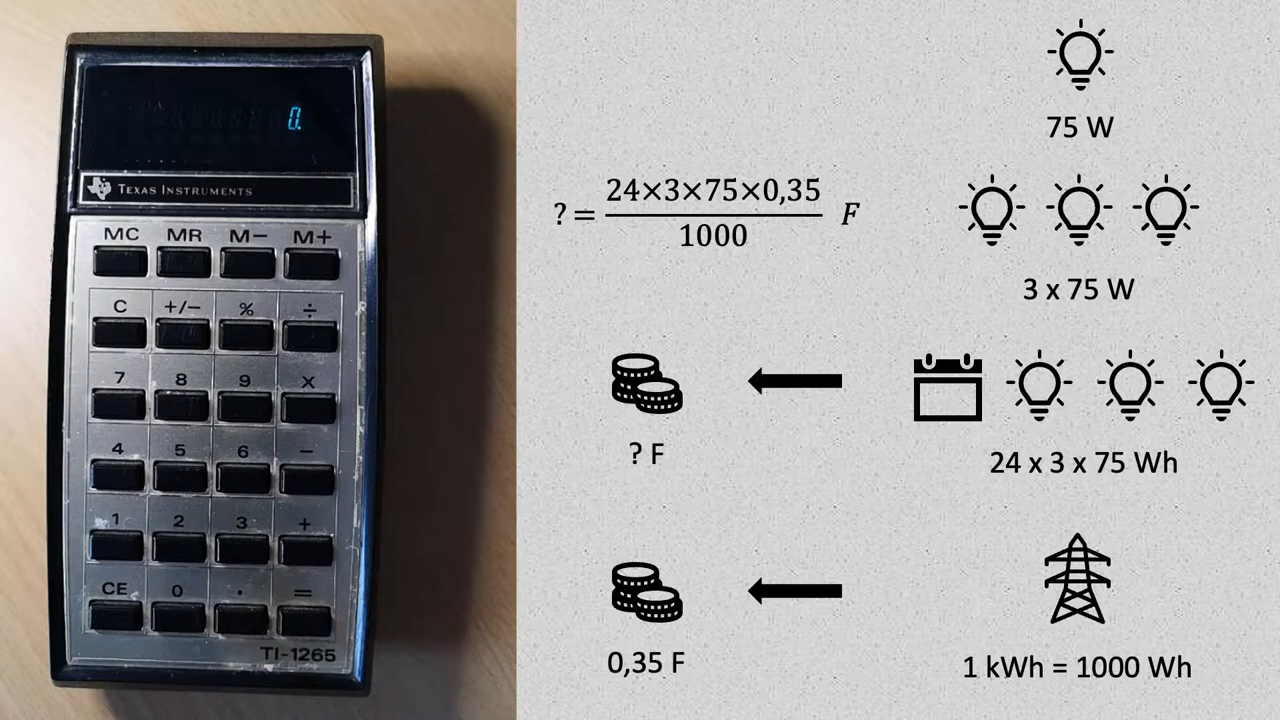 0.
TEXAS INSTRUMENTS
MC MR M− M+
C +/− % ÷
7 8 9 X
4 5 6 −
1 2 3 +
CE 0 . =
TI-1265
75 W
? = 24×3×75×0,35
1000 F
3 x 75 W
? F
24 x 3 x 75 Wh
0,35 F
1 kWh = 1000 Wh